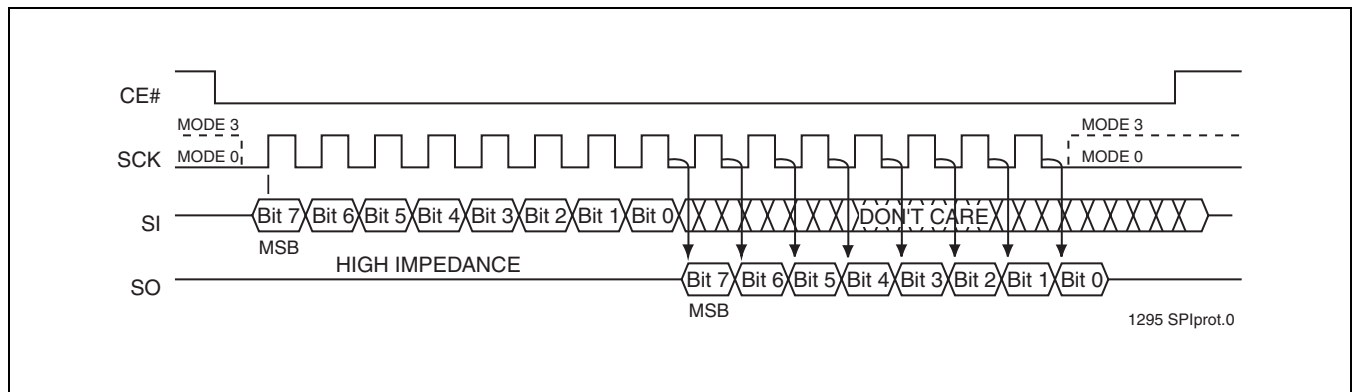 CE#
MODE 3
MODE 3
SCK
MODE 0
MODE 0
SI
Bit 7 Bit 6 Bit 5 Bit 4 Bit 3 Bit 2 Bit 1 Bit 0 DON'T CARE
MSB
HIGH IMPEDANCE
SO
Bit 7 Bit 6 Bit 5 Bit 4 Bit 3 Bit 2 Bit 1 Bit 0
MSB
1295 SPIprot.0